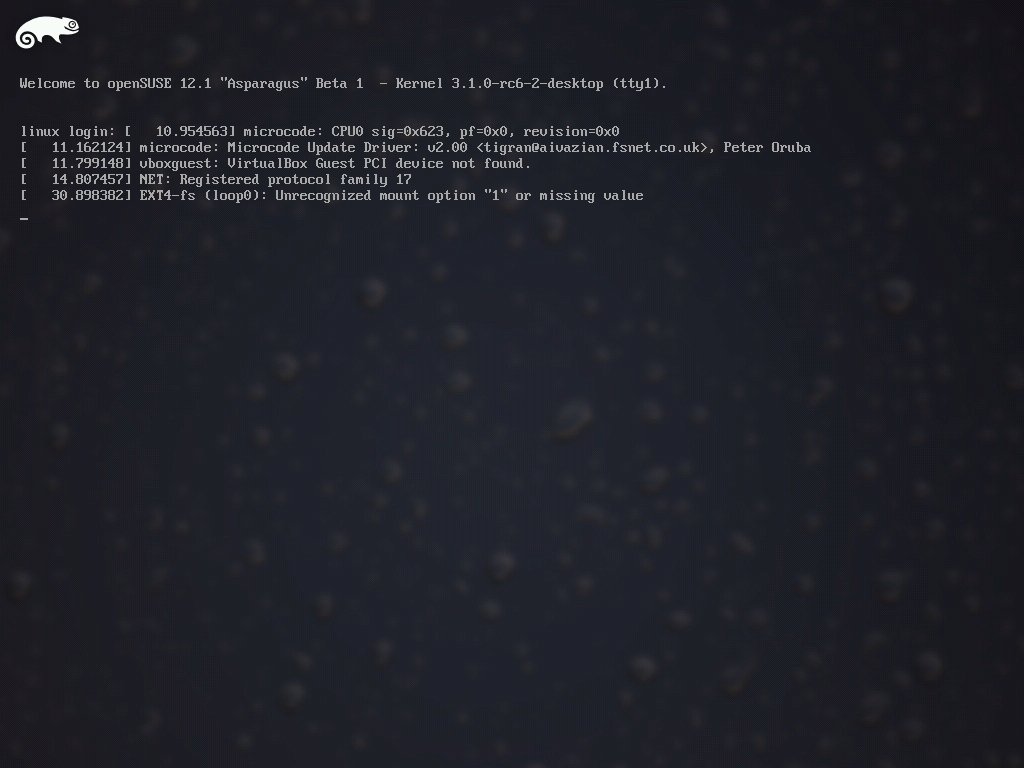 Welcome to openSUSE 12.1 "Asparagus" Beta 1  - Kernel 3.1.0-rc6-2-desktop (tty1).
linux login: [   10.954563] microcode: CPU0 sig=0x623, pf=0x0, revision=0x0
[   11.162124] microcode: Microcode Update Driver: v2.00 <tigran@aivazian.fsnet.co.uk>, Peter Oruba
[   11.799148] vboxguest: VirtualBox Guest PCI device not found.
[   14.807457] NET: Registered protocol family 17
[   30.898382] EXT4-fs (loop0): Unrecognized mount option "1" or missing value
_